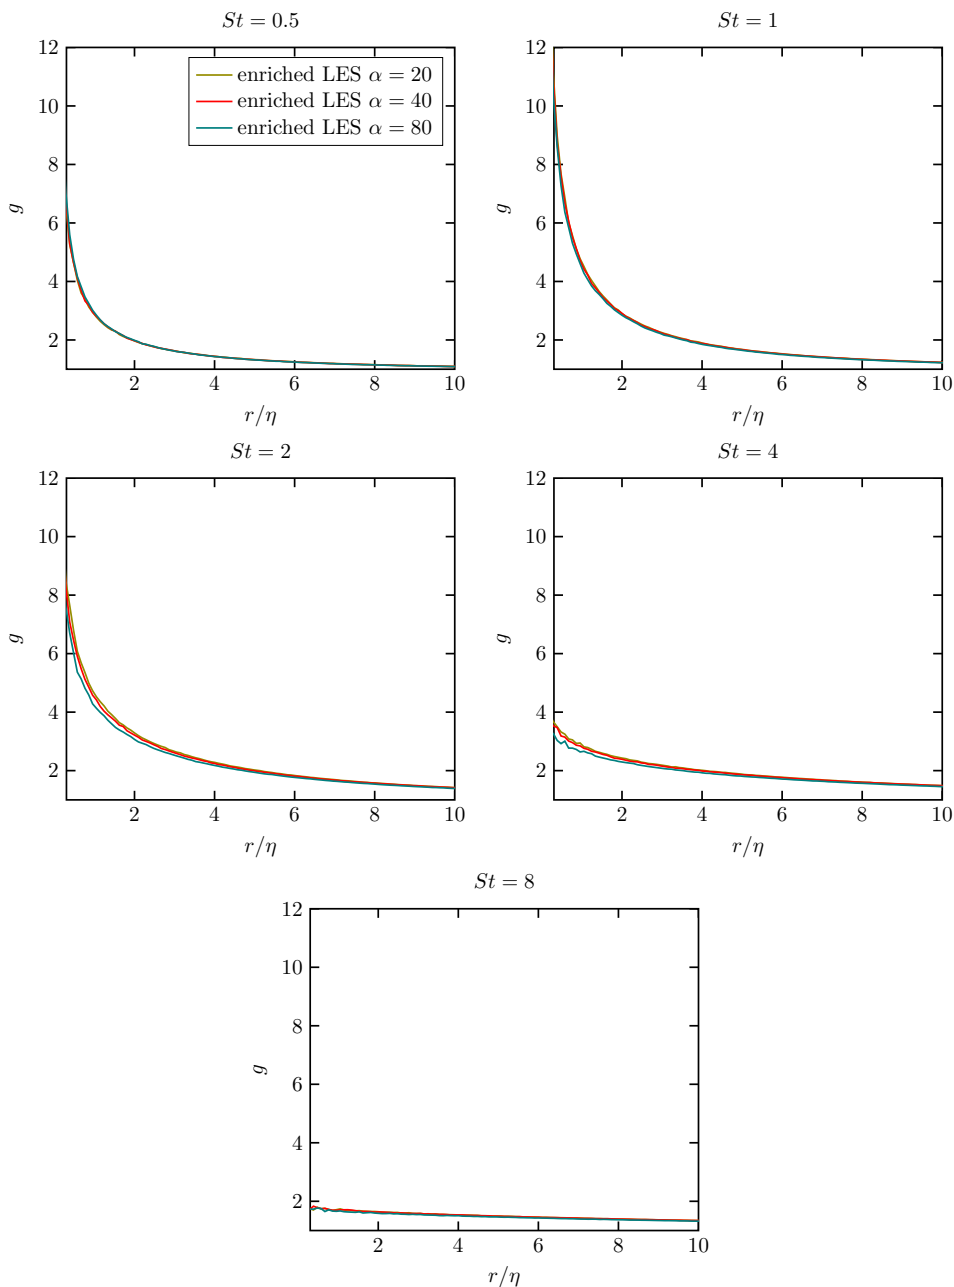 St = 0.5
12
10
8
6
4
2
g
enriched LES α = 20
enriched LES α = 40
enriched LES α = 80
2 4 6 8 10
r/η
St = 1
12
10
8
6
4
2
g
2 4 6 8 10
r/η
St = 2
12
10
8
6
4
2
g
2 4 6 8 10
r/η
St = 4
12
10
8
6
4
2
g
2 4 6 8 10
r/η
St = 8
12
10
8
6
4
2
g
2 4 6 8 10
r/η